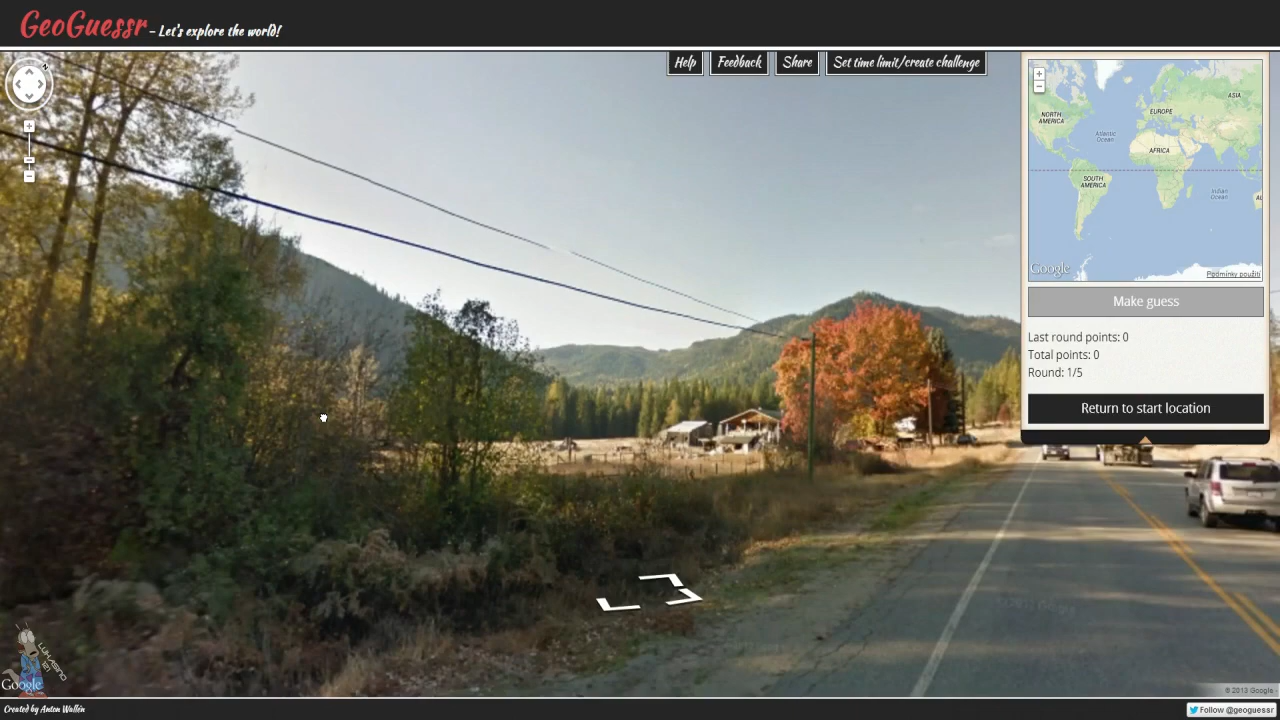 GeoGuessr - Let's explore the world!
Help
Feedback
Share
Set time limit/create challenge
NORTH AMERICA
EUROPE
ASIA
Atlantic Ocean
AFRICA
SOUTH AMERICA
Indian Ocean
AU
Google
Podmínky použití
Make guess
Last round points: 0
Total points: 0
Round: 1/5
Return to start location
Google
© 2013 Google
Created by Anton Wallén
Follow @geoguessr